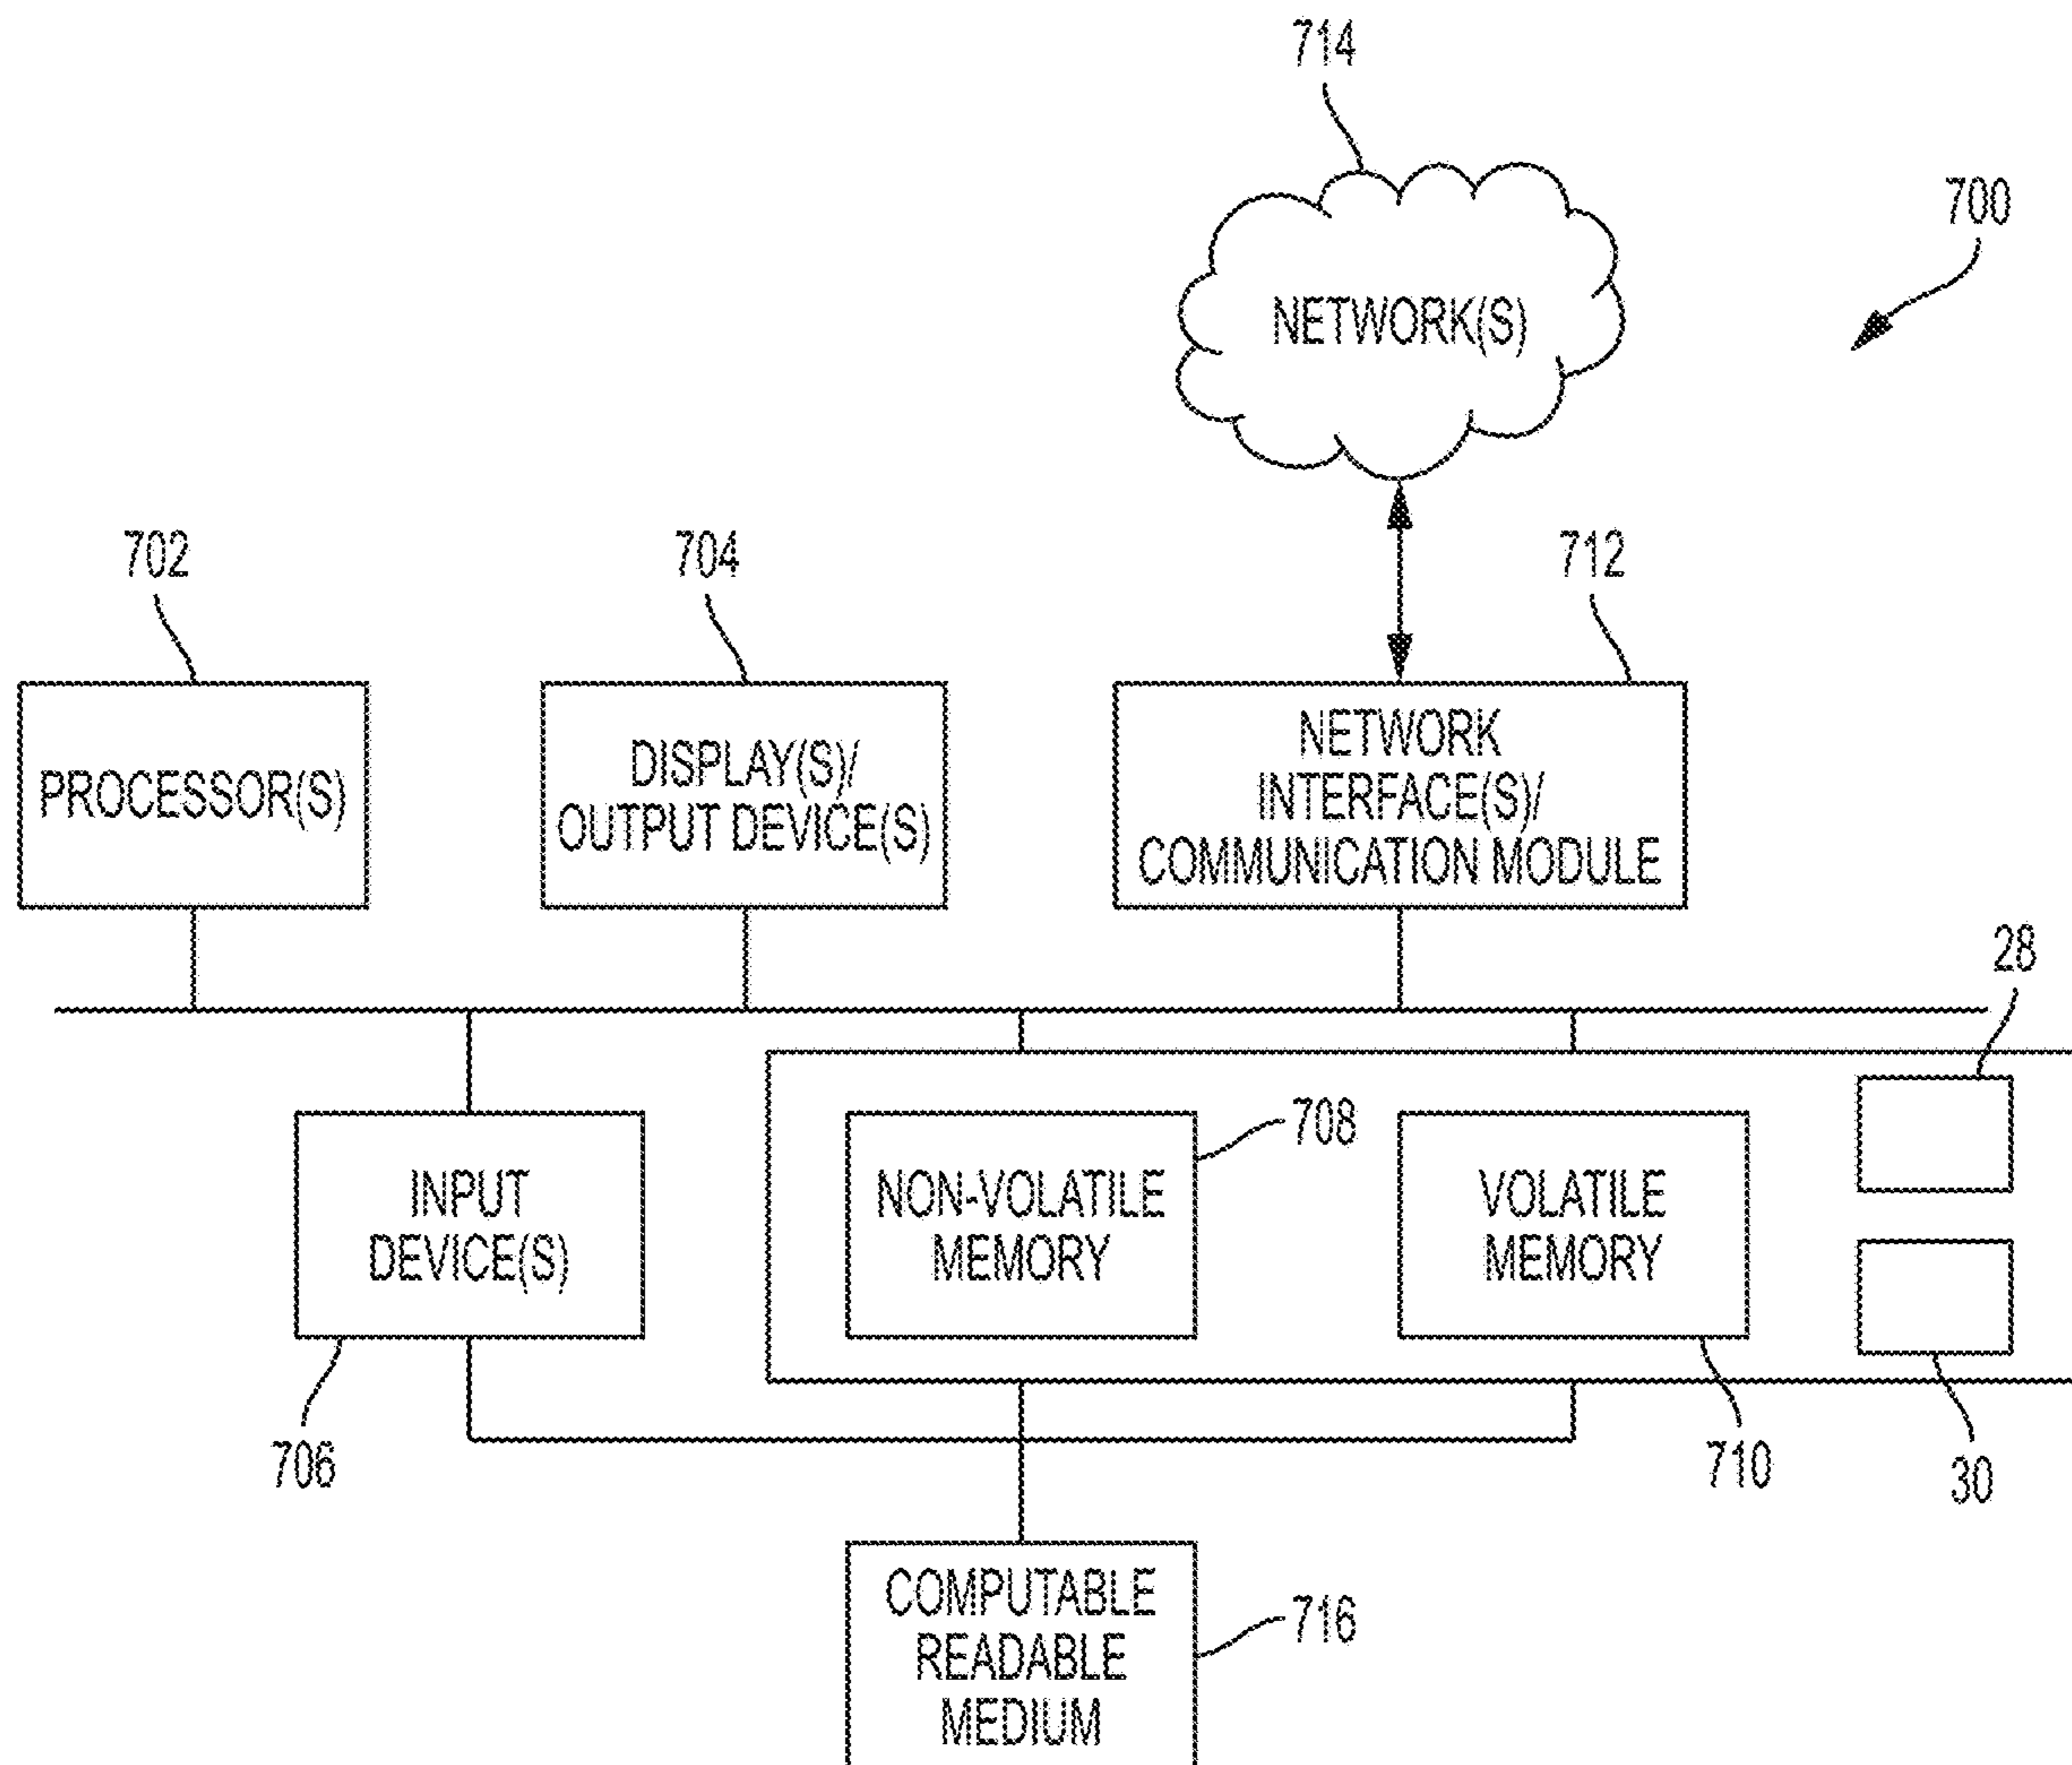 714
700
NETWORK(S)
702
704
712
PROCESSOR(S)
DISPLAY(S)/
OUTPUT DEVICE(S)
NETWORK
INTERFACE(S)/
COMMUNICATION MODULE
28
708
INPUT
DEVICE(S)
NON-VOLATILE
MEMORY
VOLATILE
MEMORY
706
710
30
COMPUTABLE
READABLE
MEDIUM
716